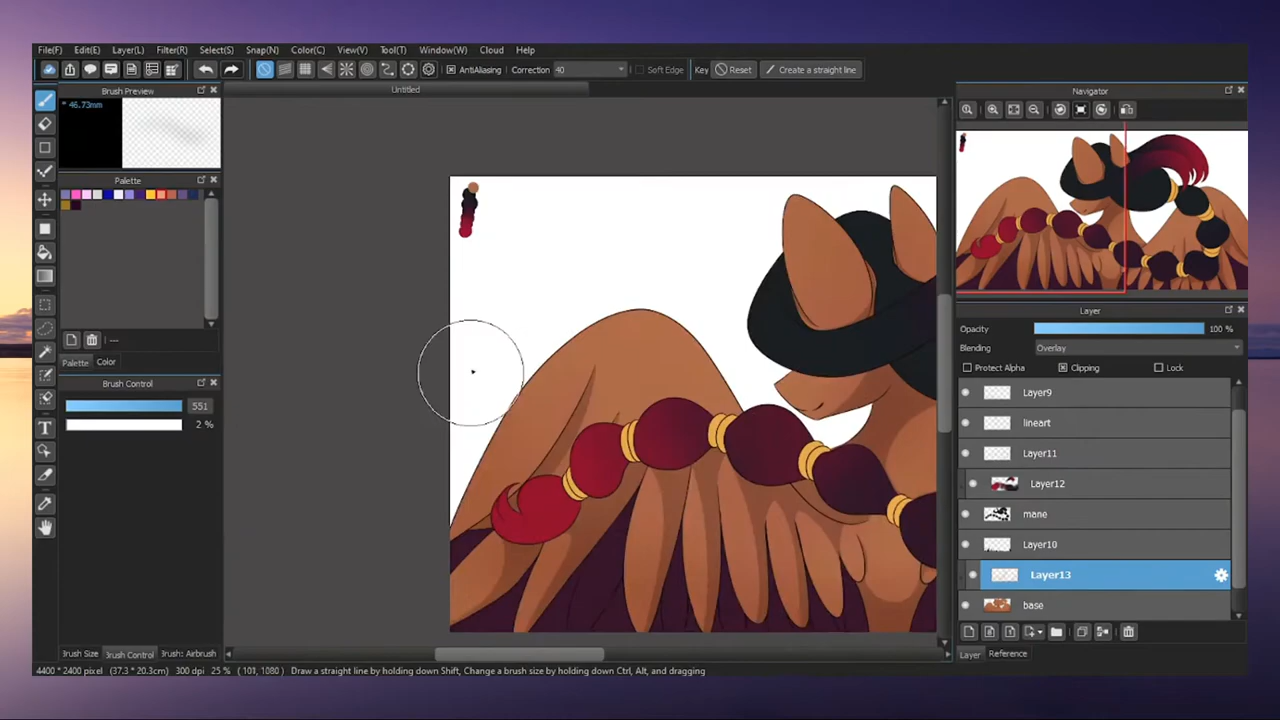 File(F) Edit(E) Layer(L) Filter(R) Select(S) Snap(N) Color(C) View(V) Tool(T) Window(W) Cloud Help
AntiAliasing Correction 40 Soft Edge Key Reset Create a straight line
Untitled
Brush Preview
* 46.73mm
Palette
---
Palette Color
Brush Control
551
2 %
Brush Size Brush Control Brush: Airbrush
4400 * 2400 pixel (37.3 * 20.3cm) 300 dpi 25 % ( 101, 1080 ) Draw a straight line by holding down Shift, Change a brush size by holding down Ctrl, Alt, and dragging
Navigator
Layer
Opacity 100 %
Blending Overlay
Protect Alpha Clipping Lock
Layer9
lineart
Layer11
Layer12
mane
Layer10
Layer13
base
Layer Reference